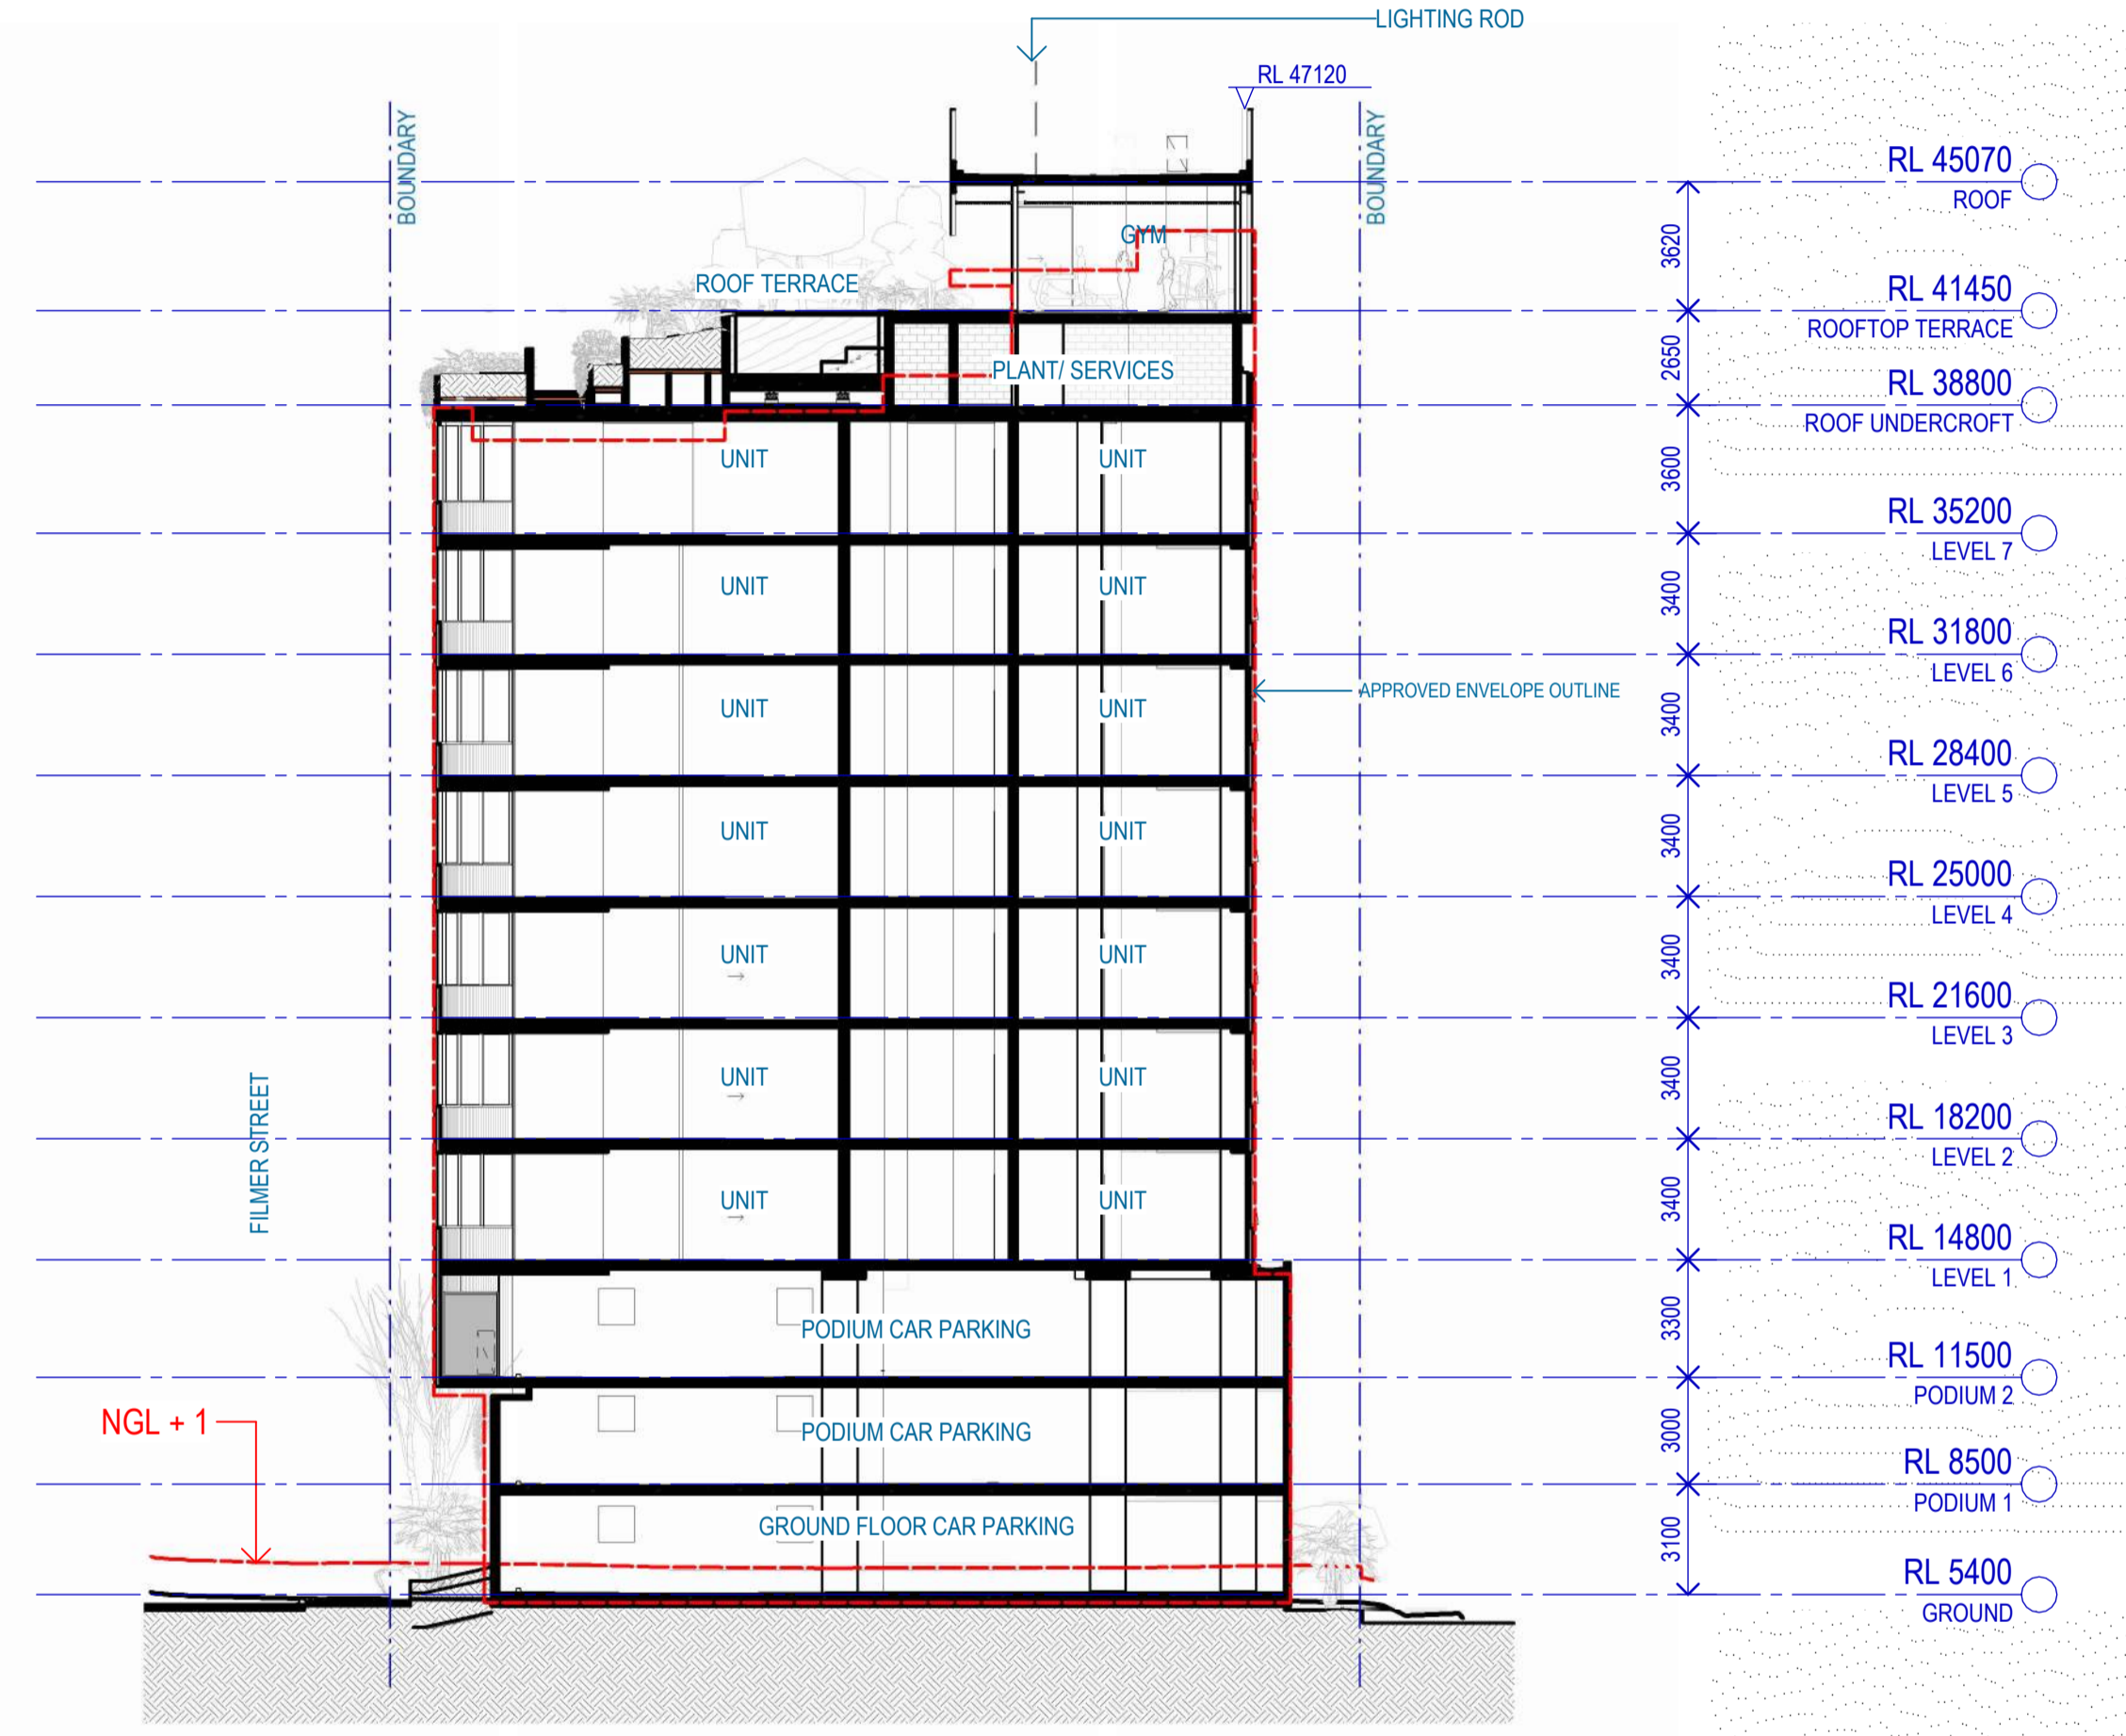 LIGHTING ROD
RL 47120
BOUNDARY
BOUNDARY
RL 45070
ROOF
GYM
3620
ROOF TERRACE
RL 41450
ROOFTOP TERRACE
2650
PLANT/ SERVICES
RL 38800
ROOF UNDERCROFT
UNIT
UNIT
3600
RL 35200
LEVEL 7
UNIT
UNIT
3400
RL 31800
LEVEL 6
APPROVED ENVELOPE OUTLINE
UNIT
UNIT
3400
RL 28400
LEVEL 5
UNIT
UNIT
3400
RL 25000
LEVEL 4
UNIT
UNIT
3400
RL 21600
LEVEL 3
UNIT
UNIT
3400
RL 18200
LEVEL 2
FILMER STREET
UNIT
UNIT
3400
RL 14800
LEVEL 1
PODIUM CAR PARKING
3300
RL 11500
PODIUM 2
NGL + 1
PODIUM CAR PARKING
3000
RL 8500
PODIUM 1
GROUND FLOOR CAR PARKING
3100
RL 5400
GROUND